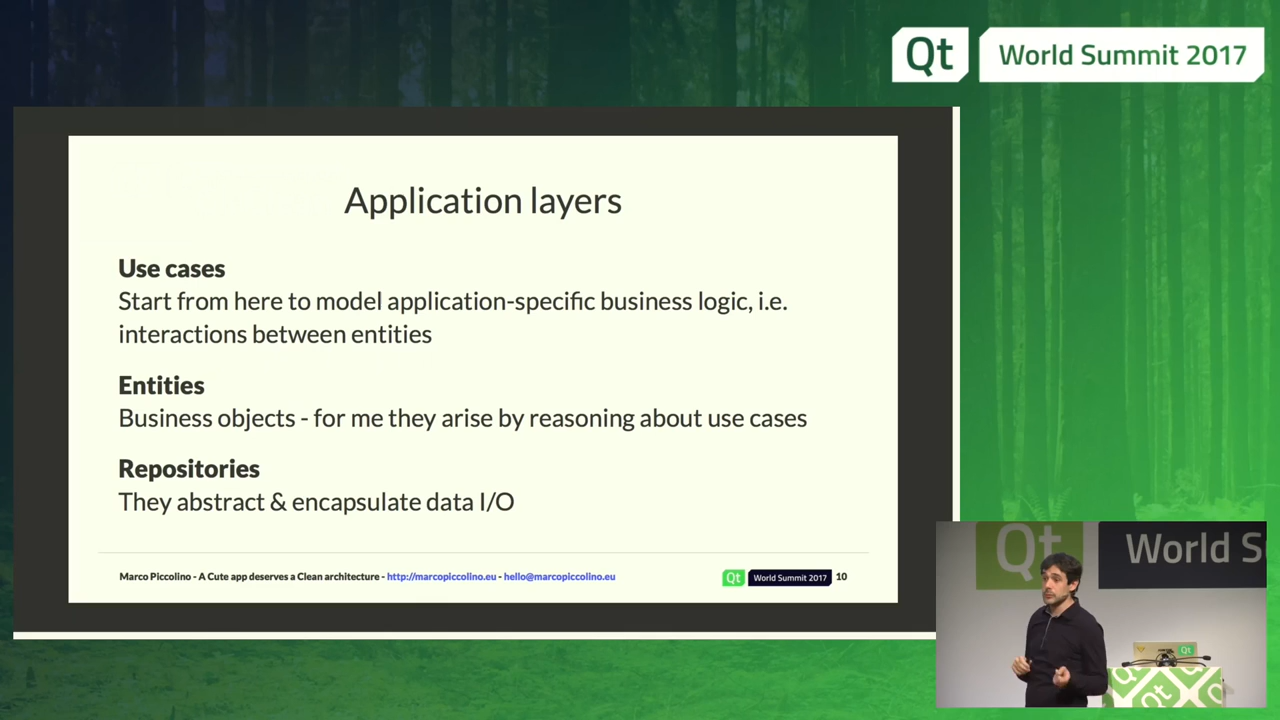 Qt World Summit 2017
Application layers
Use cases
Start from here to model application-specific business logic, i.e.
interactions between entities
Entities
Business objects - for me they arise by reasoning about use cases
Repositories
They abstract & encapsulate data I/O
Marco Piccolino - A Cute app deserves a Clean architecture - http://marcopiccolino.eu - hello@marcopiccolino.eu
Qt World Summit 2017 10
Qt World S
Qt
Qt